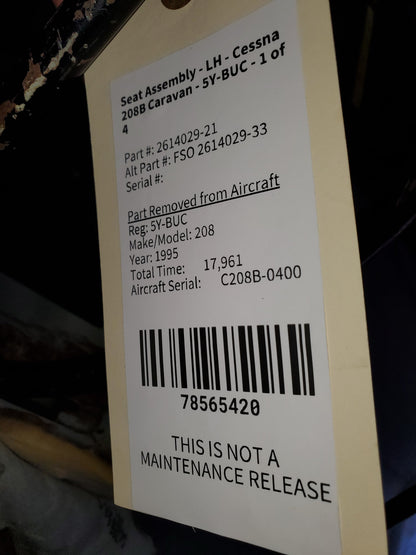 Seat Assembly - LH - Cessna
208B Caravan - 5Y-BUC - 1 of
4
Part #: 2614029-21
Alt Part #: FSO 2614029-33
Serial #:
Part Removed from Aircraft
Reg: 5Y-BUC
Make/Model: 208
Year: 1995
Total Time: 17,961
Aircraft Serial: C208B-0400
78565420
THIS IS NOT A
MAINTENANCE RELEASE